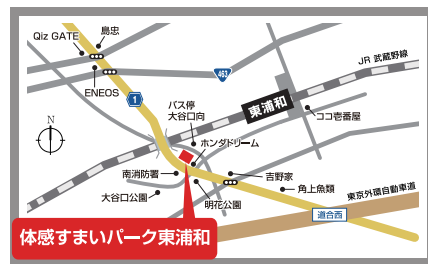 島忠
Qiz GATE
463
JR 武蔵野線
ENEOS
1
バス停
大谷口向
東浦和
ココ壱番屋
N
ホンダドリーム
南消防署
吉野家
大谷口公園
明花公園
角上魚類
東京外環自動車道
道合西
体感すまいパーク東浦和